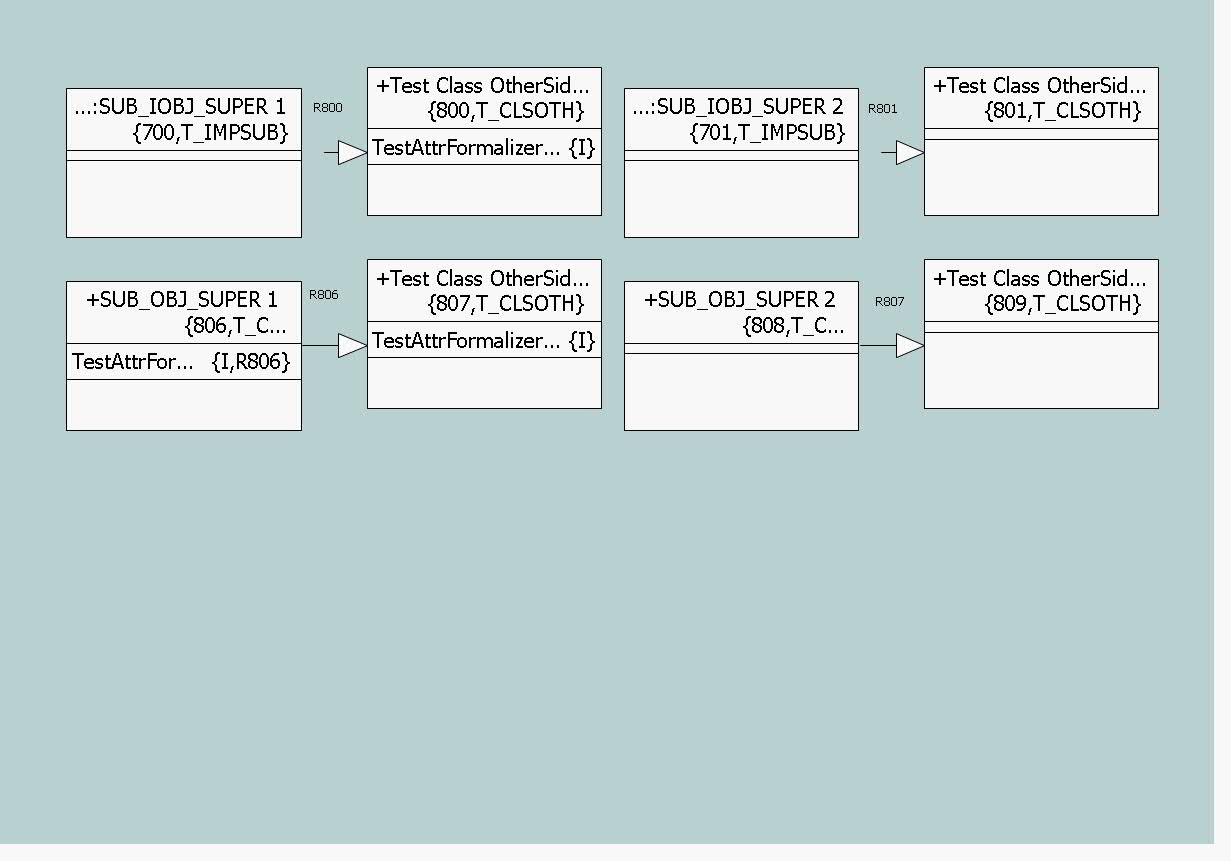 ...:SUB_IOBJ_SUPER 1
{700,T_IMPSUB}
R800
+Test Class OtherSid...
{800,T_CLSOTH}
TestAttrFormalizer... {I}
...:SUB_IOBJ_SUPER 2
{701,T_IMPSUB}
R801
+Test Class OtherSid...
{801,T_CLSOTH}
+SUB_OBJ_SUPER 1
{806,T_C...
TestAttrFor... {I,R806}
R806
+Test Class OtherSid...
{807,T_CLSOTH}
TestAttrFormalizer... {I}
+SUB_OBJ_SUPER 2
{808,T_C...
R807
+Test Class OtherSid...
{809,T_CLSOTH}